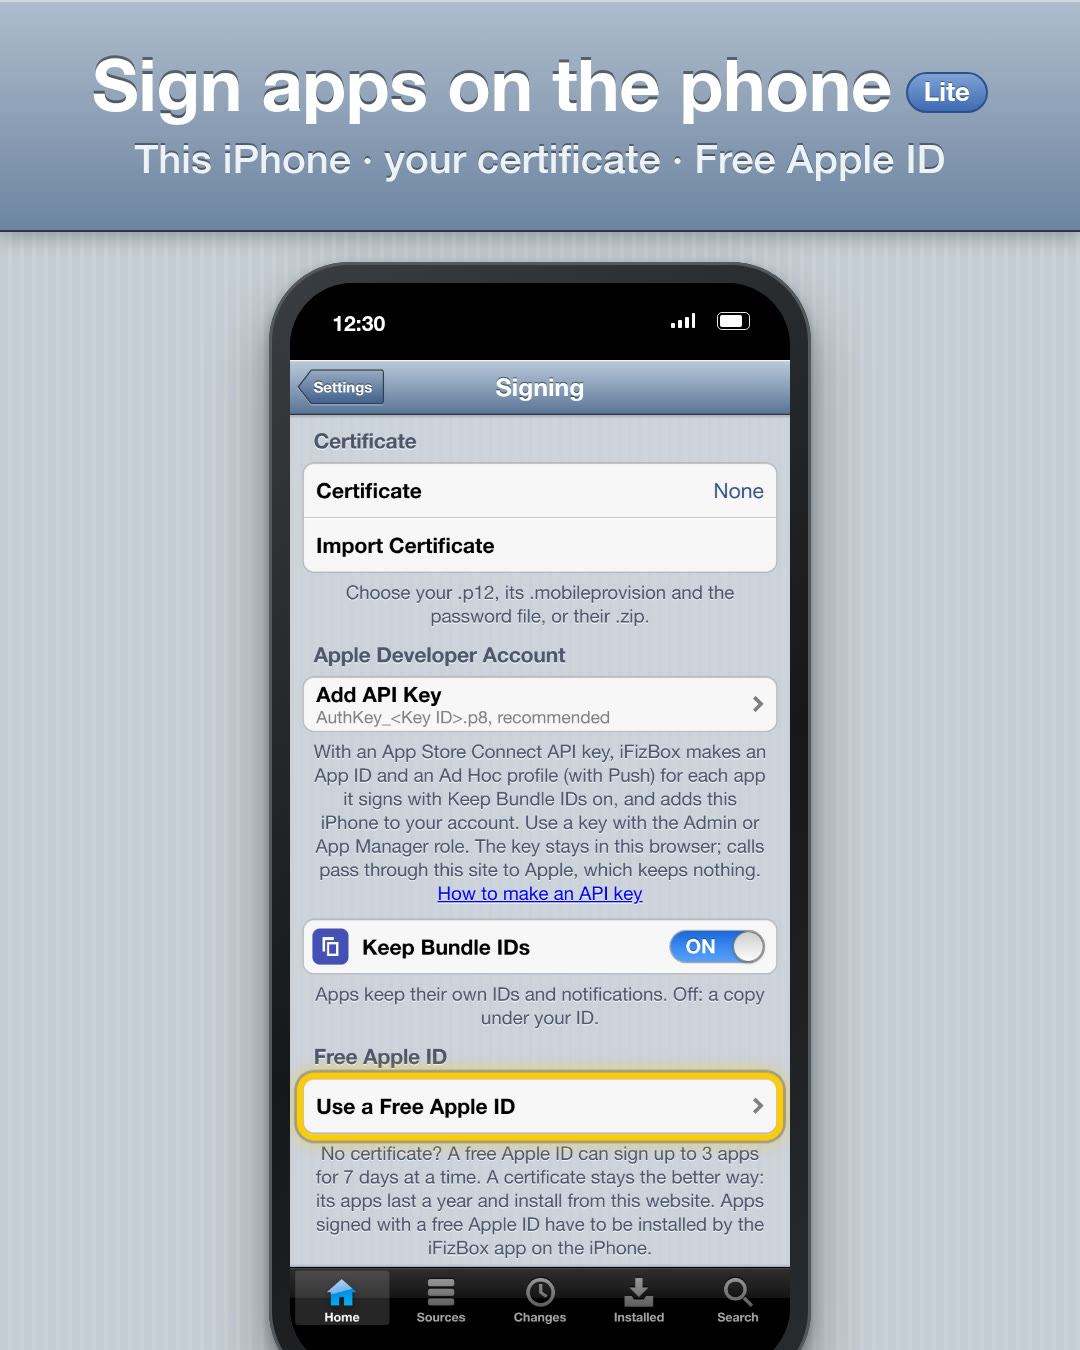 Sign apps on the phone Lite
This iPhone · your certificate · Free Apple ID
12:30
Settings
Signing
Certificate
Certificate None
Import Certificate
Choose your .p12, its .mobileprovision and the
password file, or their .zip.
Apple Developer Account
Add API Key
AuthKey_<Key ID>.p8, recommended
With an App Store Connect API key, iFizBox makes an
App ID and an Ad Hoc profile (with Push) for each app
it signs with Keep Bundle IDs on, and adds this
iPhone to your account. Use a key with the Admin or
App Manager role. The key stays in this browser; calls
pass through this site to Apple, which keeps nothing.
How to make an API key
Keep Bundle IDs ON
Apps keep their own IDs and notifications. Off: a copy
under your ID.
Free Apple ID
Use a Free Apple ID
No certificate? A free Apple ID can sign up to 3 apps
for 7 days at a time. A certificate stays the better way:
its apps last a year and install from this website. Apps
signed with a free Apple ID have to be installed by the
iFizBox app on the iPhone.
Home Sources Changes Installed Search